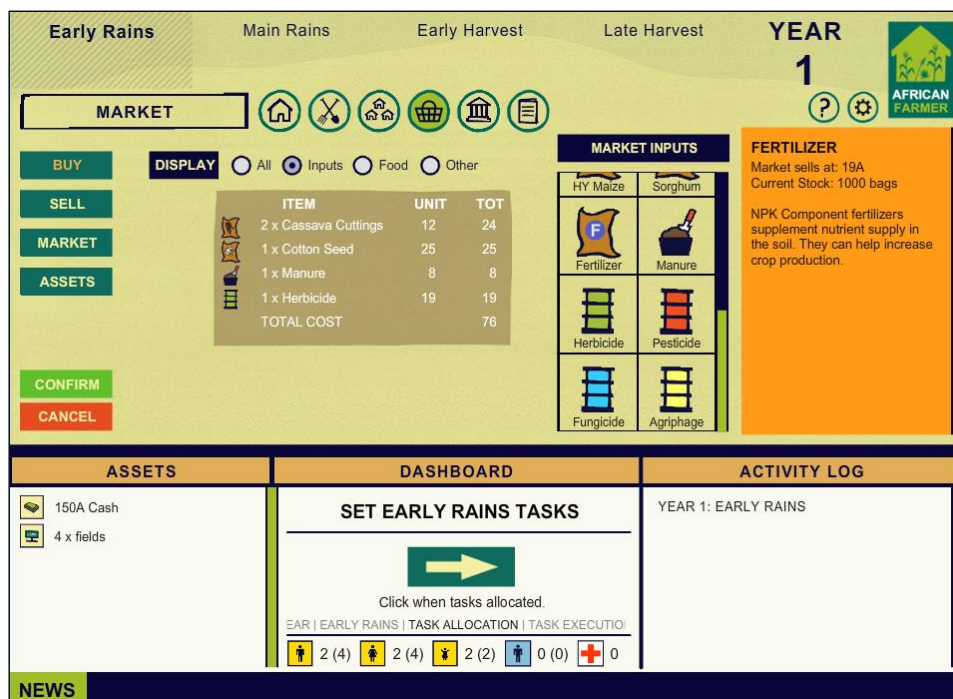 Early Rains
Main Rains
Early Harvest
Late Harvest
YEAR
1
AFRICAN
FARMER
MARKET
?
BUY
SELL
MARKET
ASSETS
CONFIRM
CANCEL
DISPLAY All Inputs Food Other
ITEM UNIT TOT
2 x Cassava Cuttings 12 24
1 x Cotton Seed 25 25
1 x Manure 8 8
1 x Herbicide 19 19
TOTAL COST 76
MARKET INPUTS
HY Maize Sorghum
F
Fertilizer Manure
Herbicide Pesticide
Fungicide Agriphage
FERTILIZER
Market sells at: 19A
Current Stock: 1000 bags
NPK Component fertilizers
supplement nutrient supply in
the soil. They can help increase
crop production.
ASSETS
150A Cash
4 x fields
DASHBOARD
SET EARLY RAINS TASKS
Click when tasks allocated.
EAR | EARLY RAINS | TASK ALLOCATION | TASK EXECUTIO
2 (4) 2 (4) 2 (2) 0 (0) 0
ACTIVITY LOG
YEAR 1: EARLY RAINS
NEWS